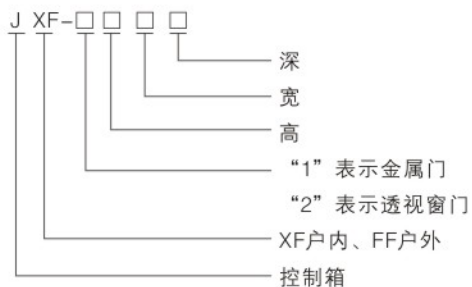 J XF-□□ □ □
深
宽
高
“1”表示金属门
“2”表示透视窗门
XF户内、FF户外
控制箱